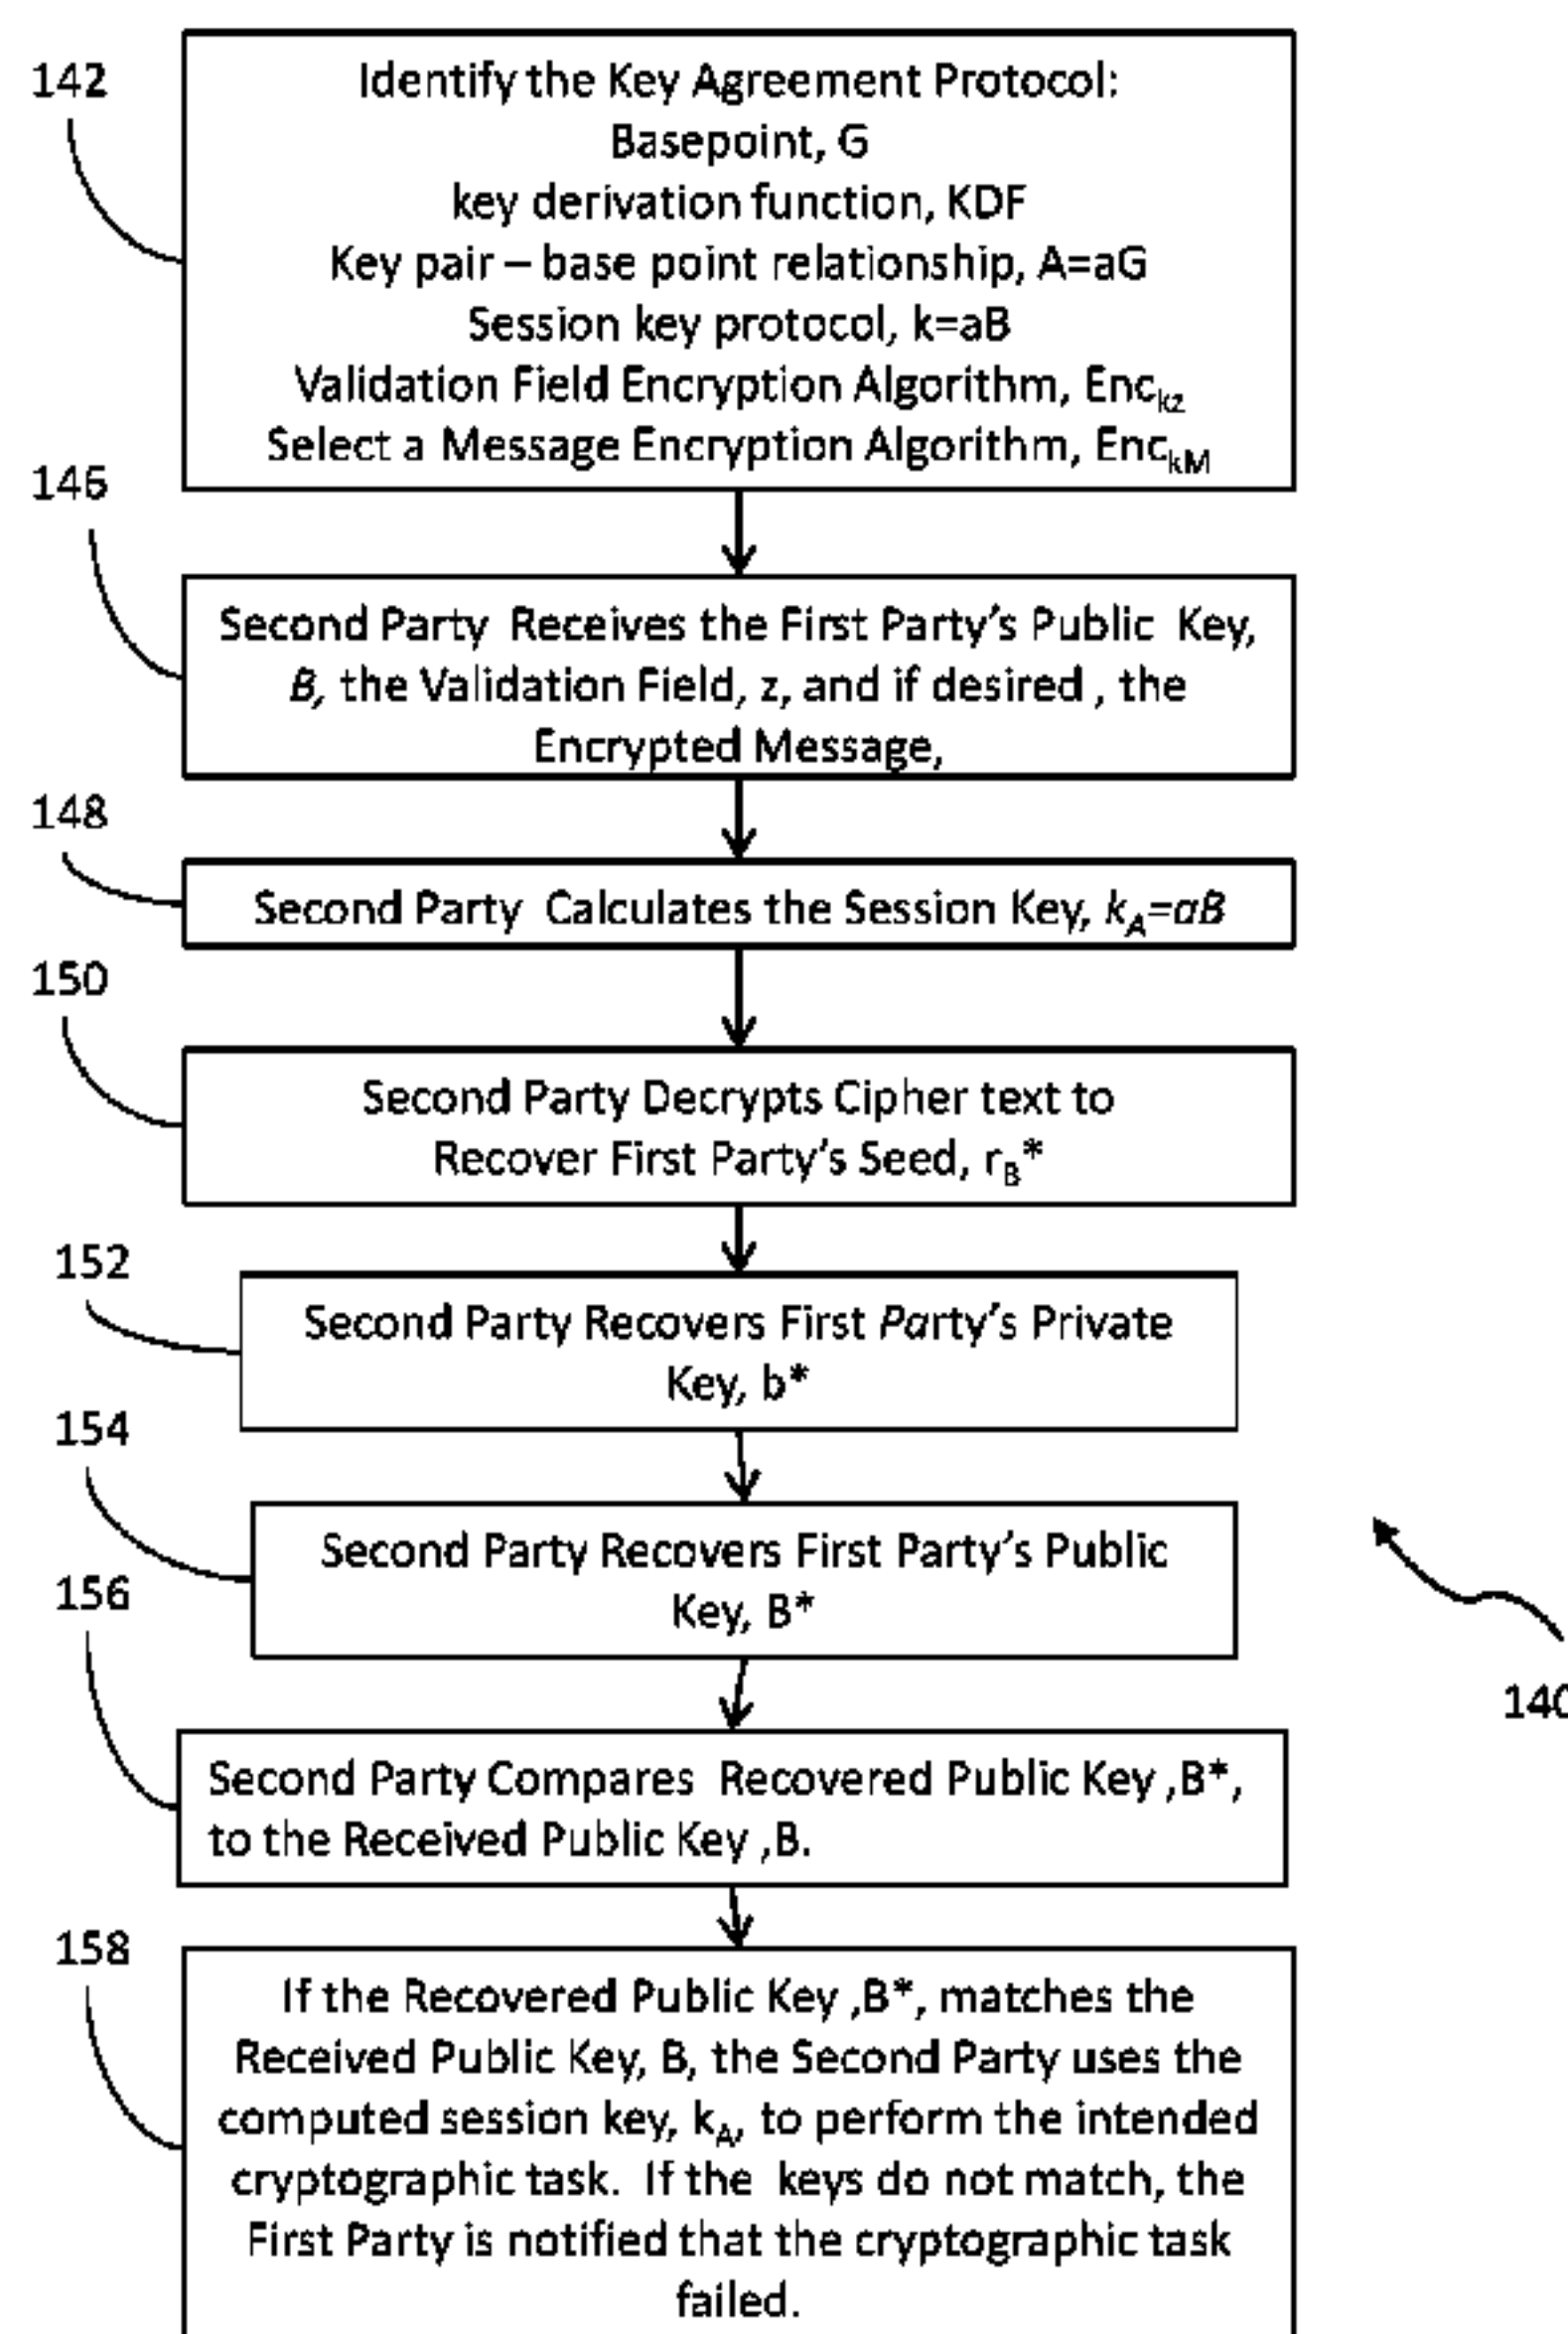 142
Identify the Key Agreement Protocol:
Basepoint, G
key derivation function, KDF
Key pair – base point relationship, A=aG
Session key protocol, k=aB
Validation Field Encryption Algorithm, Enckz
Select a Message Encryption Algorithm, EnckM
146
Second Party Receives the First Party's Public Key,
B, the Validation Field, z, and if desired , the
Encrypted Message,
148
Second Party Calculates the Session Key, kA=aB
150
Second Party Decrypts Cipher text to
Recover First Party's Seed, rB*
152
Second Party Recovers First Party's Private
Key, b*
154
Second Party Recovers First Party's Public
Key, B*
156
Second Party Compares Recovered Public Key ,B*,
to the Received Public Key ,B.
140
158
If the Recovered Public Key ,B*, matches the
Received Public Key, B, the Second Party uses the
computed session key, kA, to perform the intended
cryptographic task. If the keys do not match, the
First Party is notified that the cryptographic task
failed.